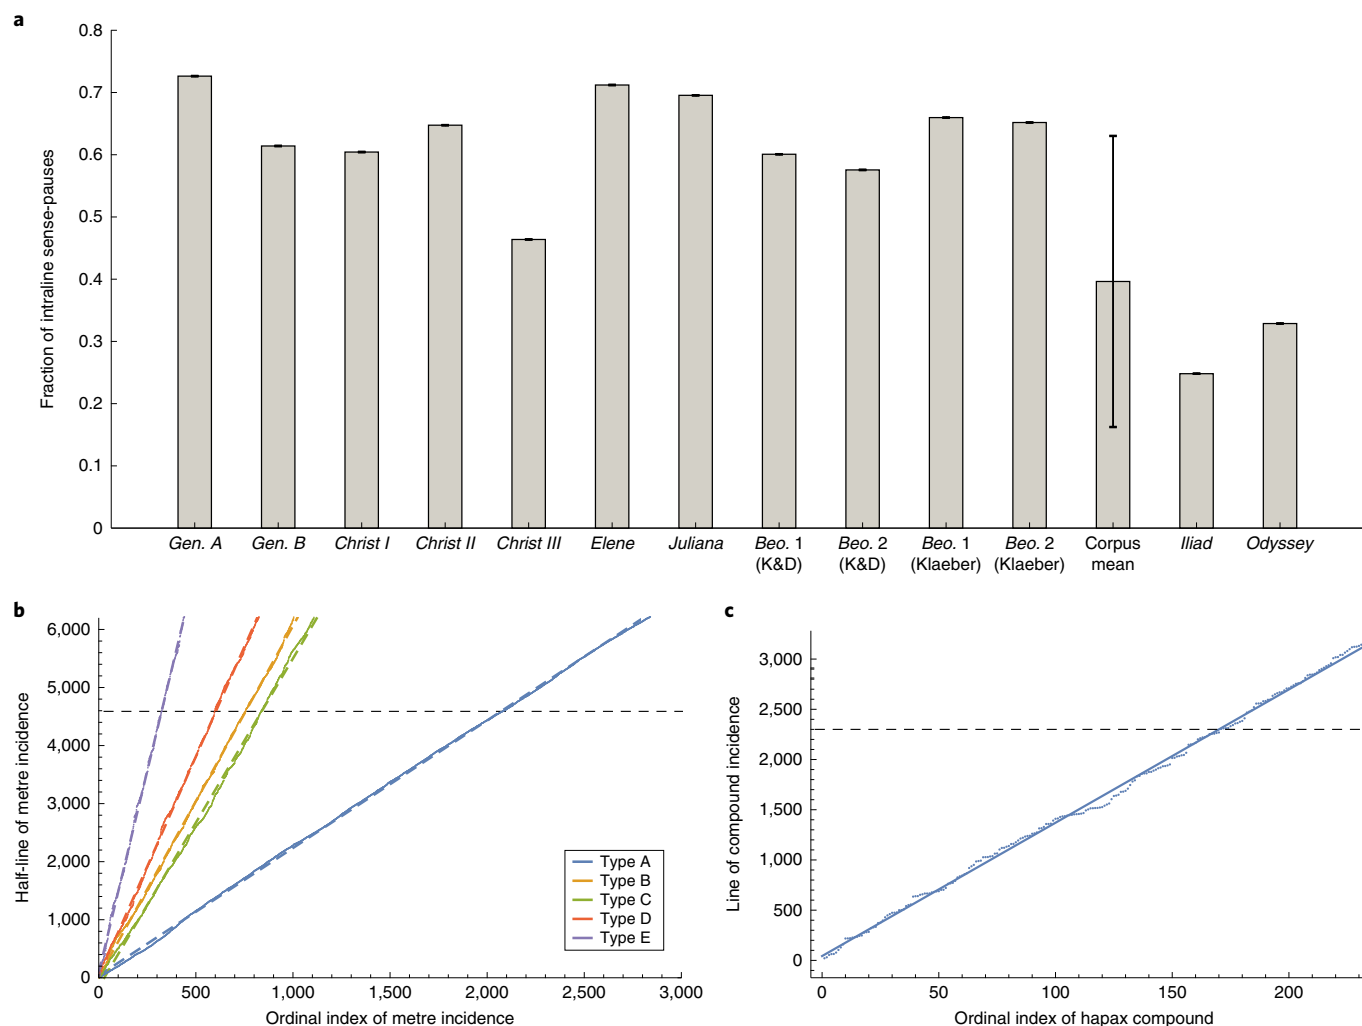 a
Fraction of intraline sense-pauses
0.8
0.7
0.6
0.5
0.4
0.3
0.2
0.1
0
Gen. A
Gen. B
Christ I
Christ II
Christ III
Elene
Juliana
Beo. 1
(K&D)
Beo. 2
(K&D)
Beo. 1
(Klaeber)
Beo. 2
(Klaeber)
Corpus
mean
Iliad
Odyssey
b
Half-line of metre incidence
6,000
5,000
4,000
3,000
2,000
1,000
0
0
500
1,000
1,500
2,000
2,500
3,000
Ordinal index of metre incidence
Type A
Type B
Type C
Type D
Type E
c
Line of compound incidence
3,000
2,500
2,000
1,500
1,000
500
0
0
50
100
150
200
Ordinal index of hapax compound